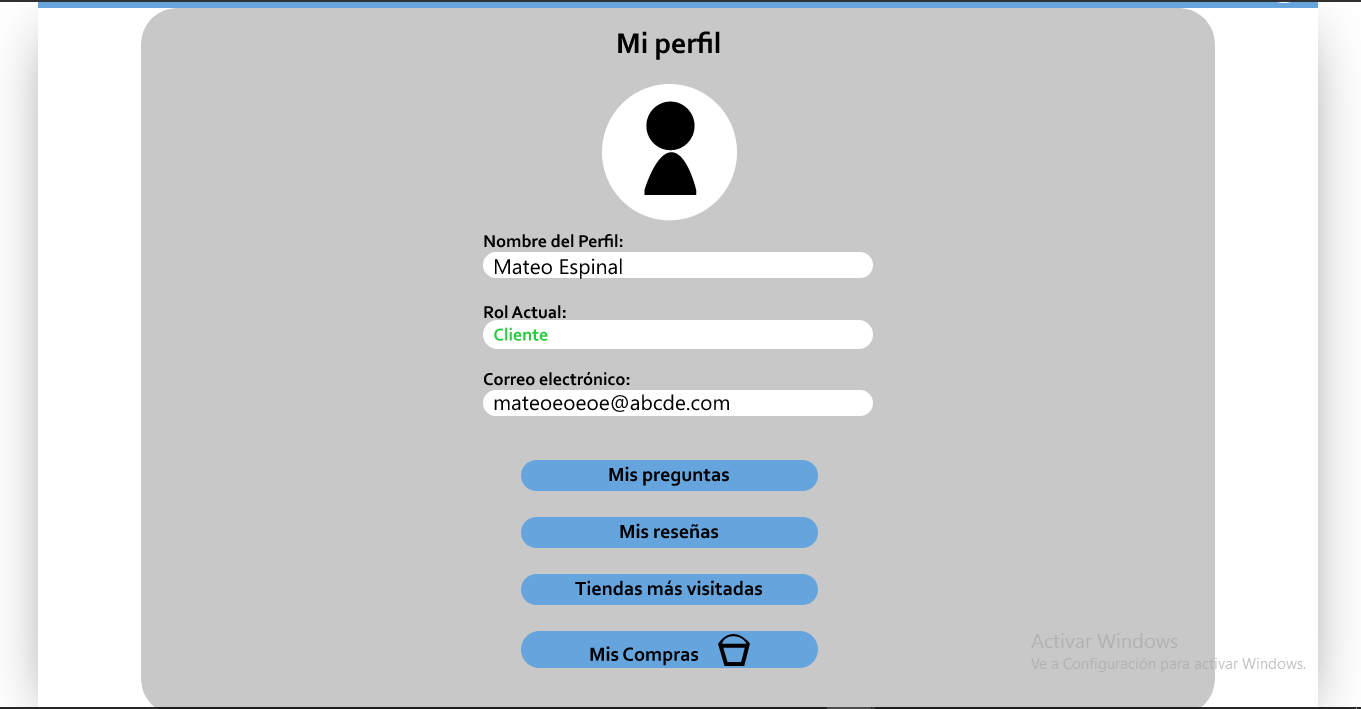 Mi perfil
Nombre del Perfil:
Mateo Espinal
Rol Actual:
Cliente
Correo electrónico:
mateoeoeoe@abcde.com
Mis preguntas
Mis reseñas
Tiendas más visitadas
Mis Compras
Activar Windows
Ve a Configuración para activar Windows.